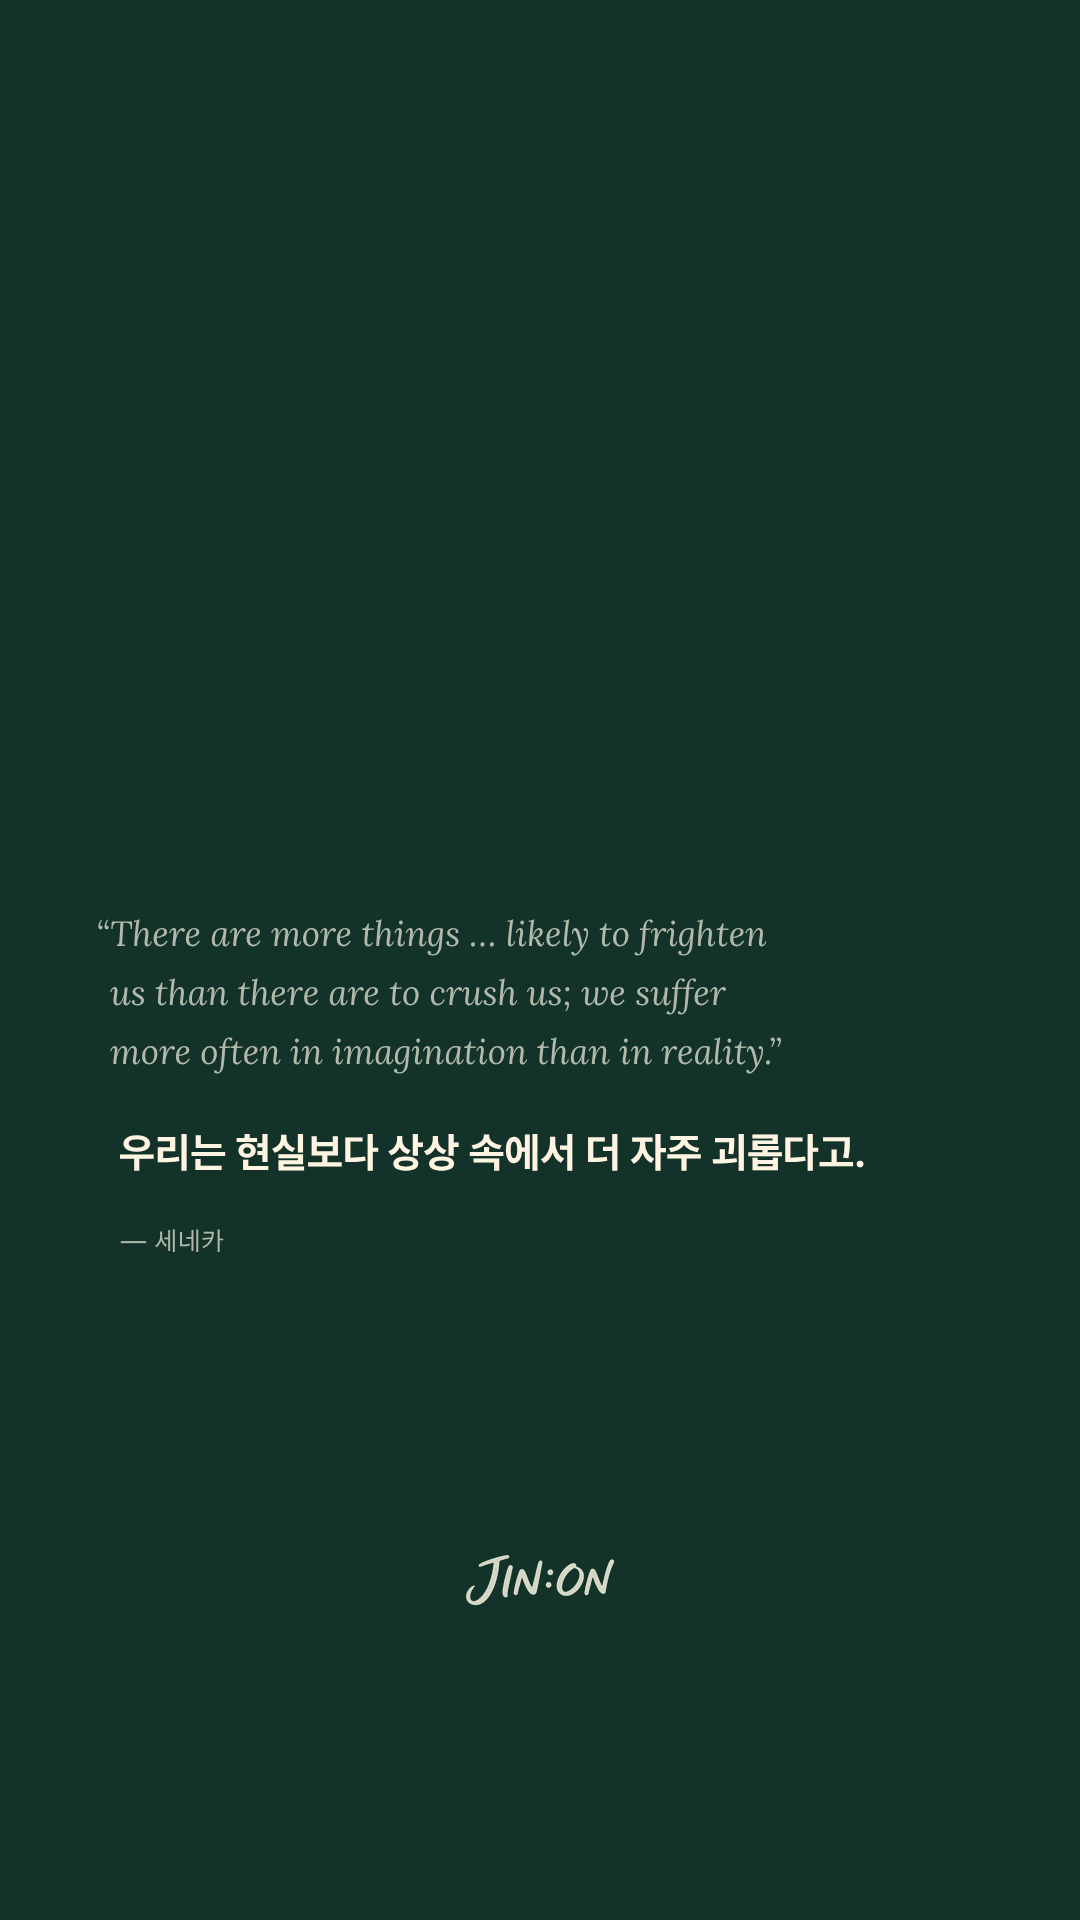 “There are more things … likely to frighten
us than there are to crush us; we suffer
more often in imagination than in reality.”
우리는 현실보다 상상 속에서 더 자주 괴롭다고.
— 세네카
JIN:ON